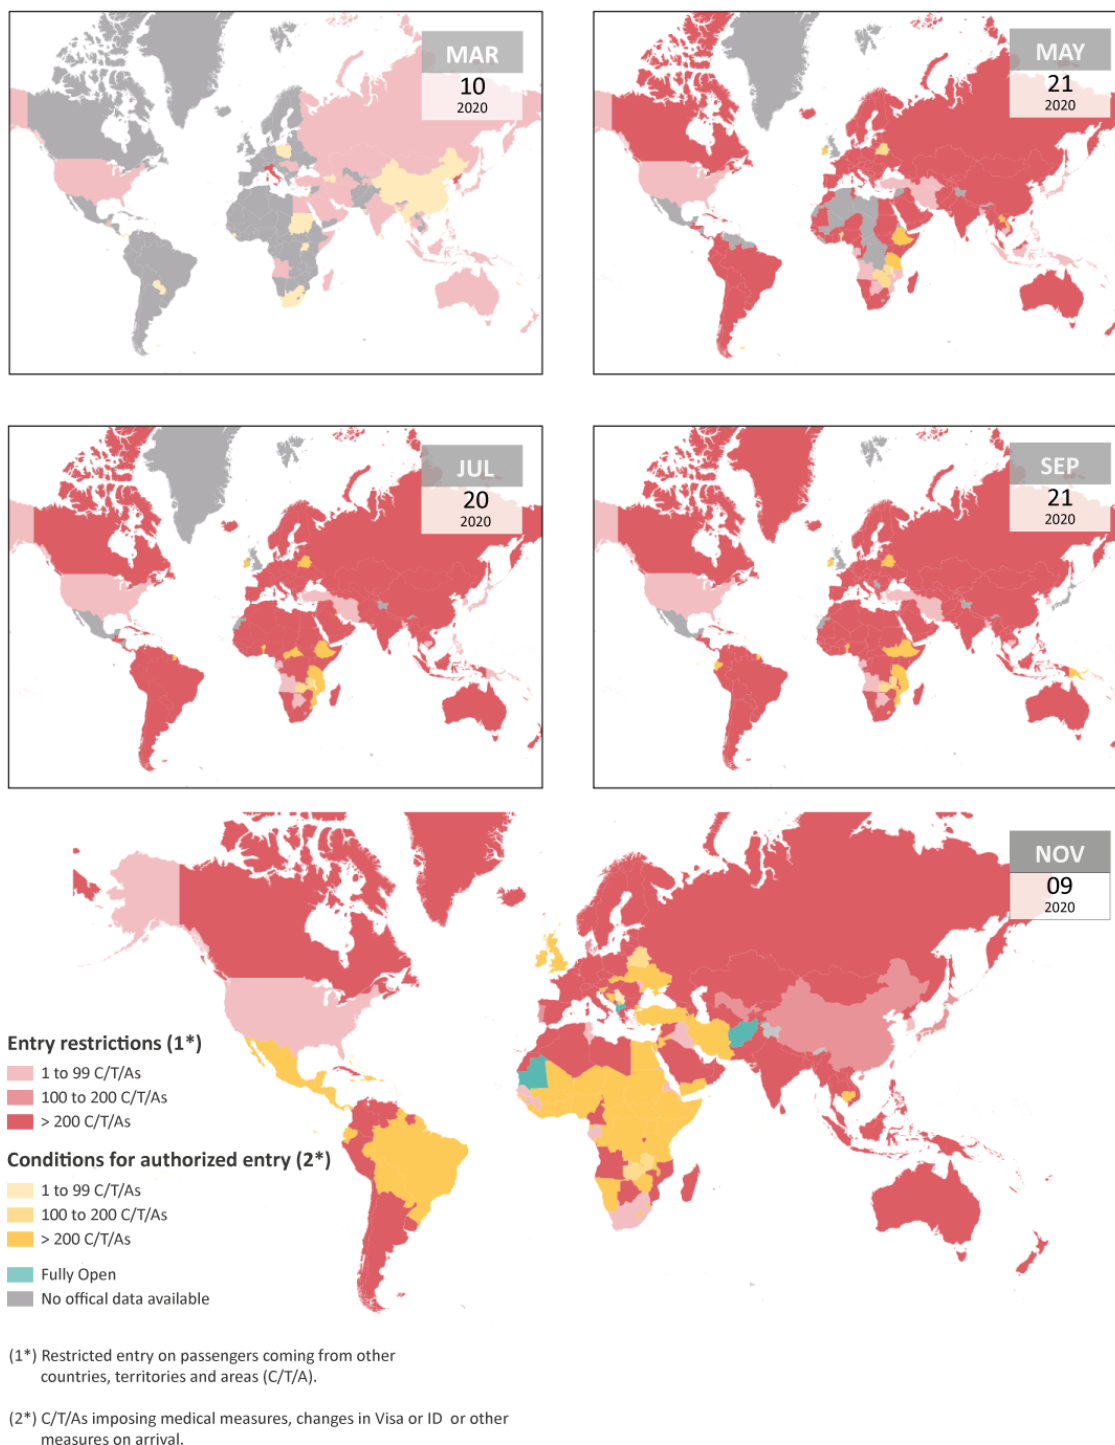 MAR
10
2020
MAY
21
2020
JUL
20
2020
SEP
21
2020
NOV
09
2020
Entry restrictions (1*)
1 to 99 C/T/As
100 to 200 C/T/As
> 200 C/T/As
Conditions for authorized entry (2*)
1 to 99 C/T/As
100 to 200 C/T/As
> 200 C/T/As
Fully Open
No offical data available
(1*) Restricted entry on passengers coming from other
countries, territories and areas (C/T/A).
(2*) C/T/As imposing medical measures, changes in Visa or ID or other
measures on arrival.